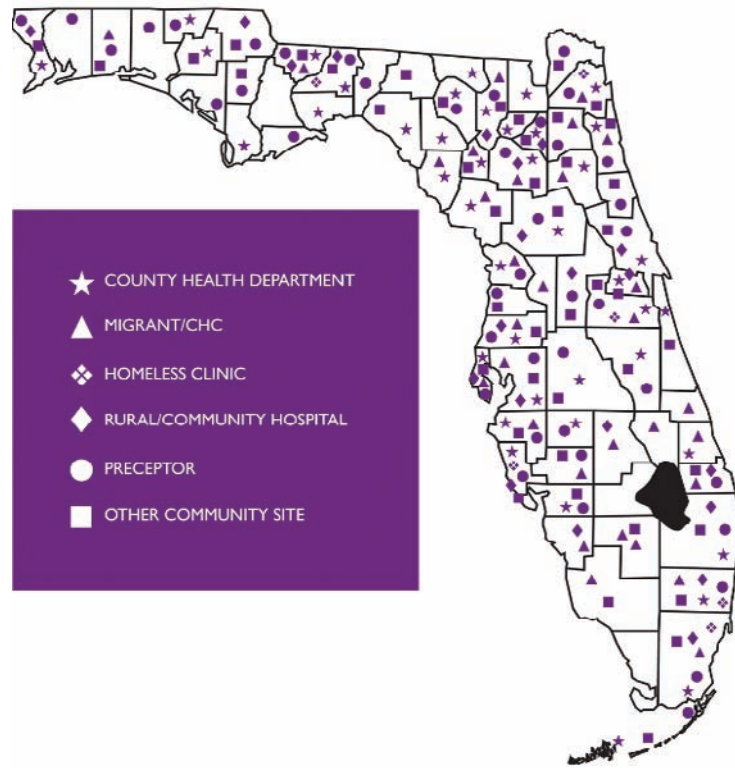 COUNTY HEALTH DEPARTMENT
MIGRANT/CHC
HOMELESS CLINIC
RURAL/COMMUNITY HOSPITAL
PRECEPTOR
OTHER COMMUNITY SITE